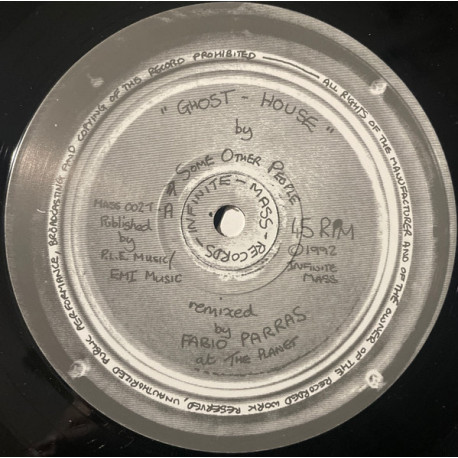 ALL RIGHTS OF THE MANUFACTURER AND OF THE OWNER OF THE RECORDED WORK RESERVED, UNAUTHORIZED PUBLIC PERFORMANCE, BROADCASTING AND COPYING OF THIS RECORD PROHIBITED
"GHOST - HOUSE"
by
SOME OTHER PEOPLE
INFINITE - MASS - RECORDS
MASS 002T - A
Published
by
P.L.E. MUSIC/
EMI MUSIC
45 RPM
℗1992
INFINITE
MASS
remixed
by
FABIO PARRAS
at THE PLANET